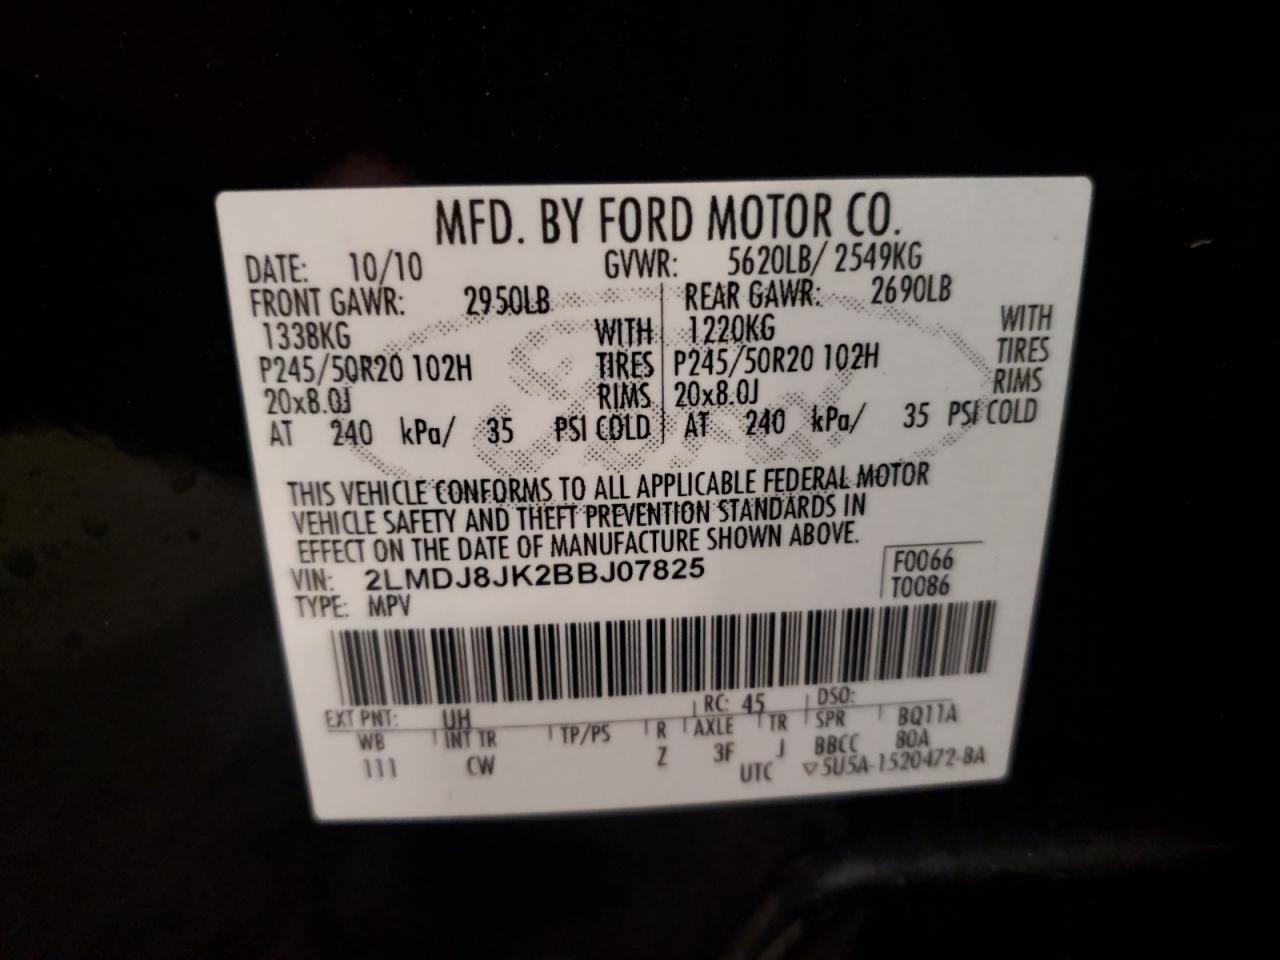 MFD. BY FORD MOTOR CO.
DATE: 10/10 GVWR: 5620LB/ 2549KG
FRONT GAWR: 2950LB REAR GAWR: 2690LB
1338KG WITH 1220KG WITH
P245/50R20 102H TIRES P245/50R20 102H TIRES
20x8.0J RIMS 20x8.0J RIMS
AT 240 kPa/ 35 PSI COLD AT 240 kPa/ 35 PSI COLD
THIS VEHICLE CONFORMS TO ALL APPLICABLE FEDERAL MOTOR
VEHICLE SAFETY AND THEFT PREVENTION STANDARDS IN
EFFECT ON THE DATE OF MANUFACTURE SHOWN ABOVE.
VIN: 2LMDJ8JK2BBJ07825 F0066
TYPE: MPV T0086
EXT PNT: UH RC: 45 DSO:
WB INT TR TP/PS R AXLE TR SPR BQ11A
111 CW Z 3F J BBCC 80A
UTC ▽5U5A-1520472-BA